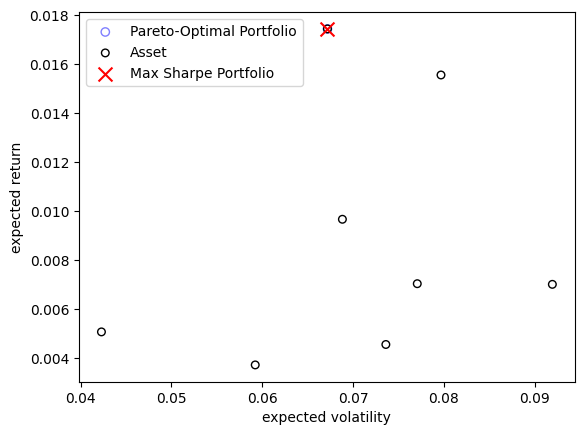 0.018
0.016
0.014
0.012
0.010
0.008
0.006
0.004
expected return
Pareto-Optimal Portfolio
Asset
Max Sharpe Portfolio
0.04 0.05 0.06 0.07 0.08 0.09
expected volatility